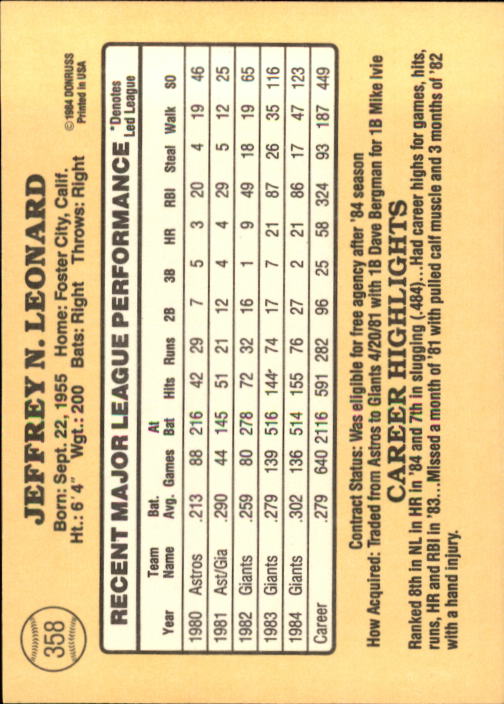 358
JEFFREY N. LEONARD
© 1984 DONRUSS
Printed in USA
Born: Sept. 22, 1955 Home: Foster City, Calif.
Ht.: 6' 4" Wgt.: 200 Bats: Right Throws: Right
RECENT MAJOR LEAGUE PERFORMANCE
*Denotes
Led League
Year Team Name Bat. Avg. Games At Bat Hits Runs 2B 3B HR RBI Steal Walk SO
1980 Astros .213 88 216 42 29 7 5 3 20 4 19 46
1981 Ast/Gia .290 44 145 51 21 12 4 4 29 5 12 25
1982 Giants .259 80 278 72 32 16 1 9 49 18 19 65
1983 Giants .279 139 516 144 74 17 7 21 87 26 35 116
1984 Giants .302 136 514 155 76 27 2 21 86 17 47 123
Career .279 640 2116 591 282 96 25 58 324 93 187 449
Contract Status: Was eligible for free agency after '84 season
How Acquired: Traded from Astros to Giants 4/20/81 with 1B Dave Bergman for 1B Mike Ivie
CAREER HIGHLIGHTS
Ranked 8th in NL in HR in '84 and 7th in slugging (.484)...Had career highs for games, hits,
runs, HR and RBI in '83...Missed a month of '81 with pulled calf muscle and 3 months of '82
with a hand injury.